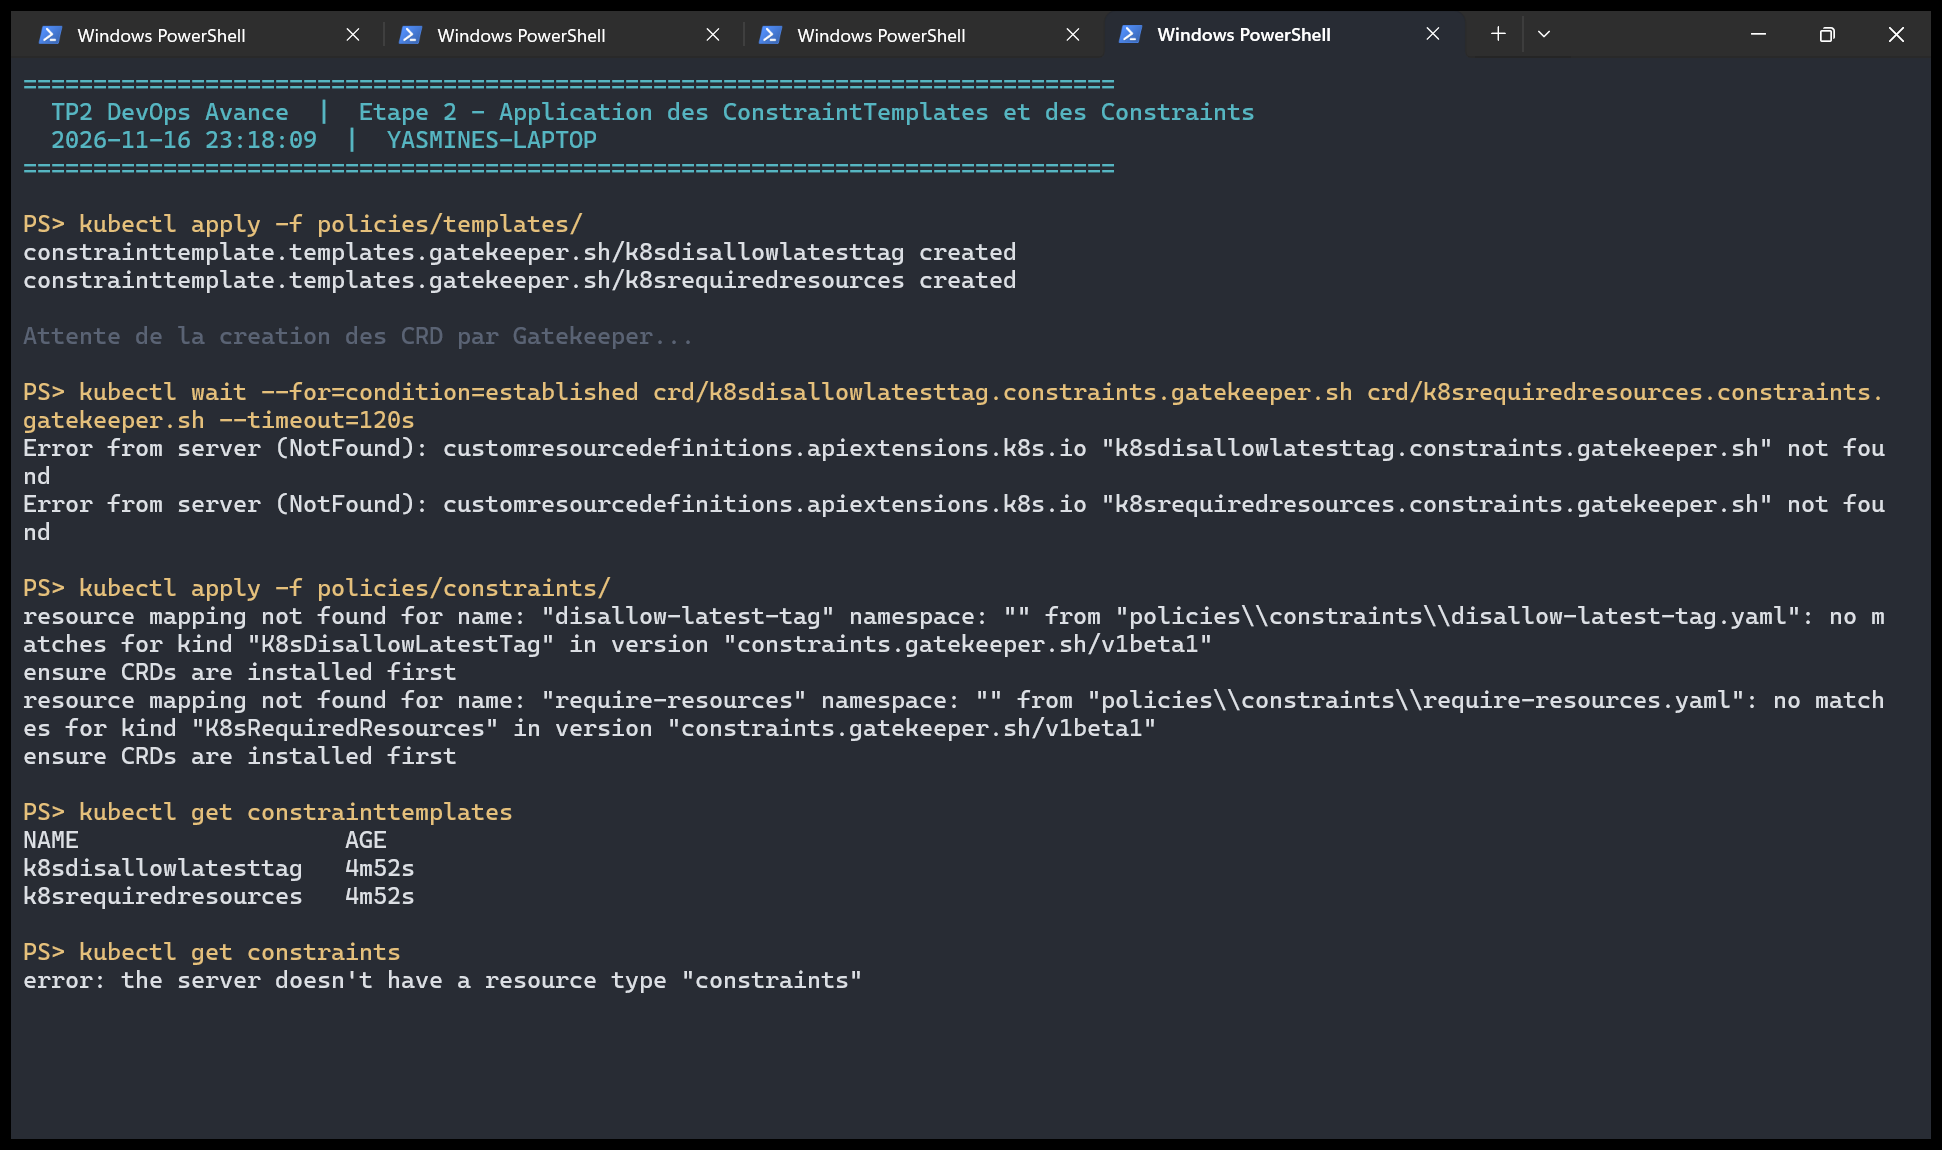 Windows PowerShell
Windows PowerShell
Windows PowerShell
Windows PowerShell
==============================================================================
TP2 DevOps Avance | Etape 2 - Application des ConstraintTemplates et des Constraints
2026-11-16 23:18:09 | YASMINES-LAPTOP
==============================================================================
PS> kubectl apply -f policies/templates/
constrainttemplate.templates.gatekeeper.sh/k8sdisallowlatesttag created
constrainttemplate.templates.gatekeeper.sh/k8srequiredresources created
Attente de la creation des CRD par Gatekeeper...
PS> kubectl wait --for=condition=established crd/k8sdisallowlatesttag.constraints.gatekeeper.sh crd/k8srequiredresources.constraints.
gatekeeper.sh --timeout=120s
Error from server (NotFound): customresourcedefinitions.apiextensions.k8s.io "k8sdisallowlatesttag.constraints.gatekeeper.sh" not fou
nd
Error from server (NotFound): customresourcedefinitions.apiextensions.k8s.io "k8srequiredresources.constraints.gatekeeper.sh" not fou
nd
PS> kubectl apply -f policies/constraints/
resource mapping not found for name: "disallow-latest-tag" namespace: "" from "policies\\constraints\\disallow-latest-tag.yaml": no m
atches for kind "K8sDisallowLatestTag" in version "constraints.gatekeeper.sh/v1beta1"
ensure CRDs are installed first
resource mapping not found for name: "require-resources" namespace: "" from "policies\\constraints\\require-resources.yaml": no match
es for kind "K8sRequiredResources" in version "constraints.gatekeeper.sh/v1beta1"
ensure CRDs are installed first
PS> kubectl get constrainttemplates
NAME                   AGE
k8sdisallowlatesttag   4m52s
k8srequiredresources   4m52s
PS> kubectl get constraints
error: the server doesn't have a resource type "constraints"